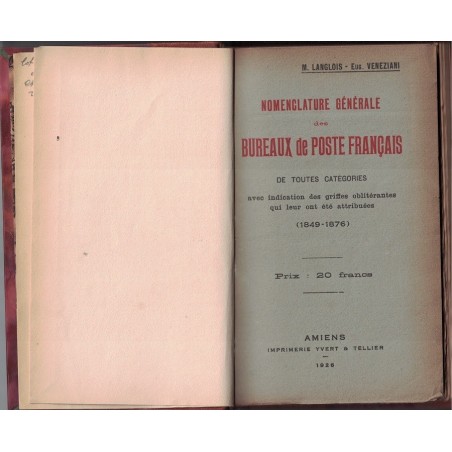 M. LANGLOIS - EUG. VENEZIANI
NOMENCLATURE GÉNÉRALE
des
BUREAUX de POSTE FRANÇAIS
DE TOUTES CATÉGORIES
avec indication des griffes oblitérantes
qui leur ont été attribuées
(1849-1876)
Prix : 20 francs
AMIENS
IMPRIMERIE YVERT & TELLIER